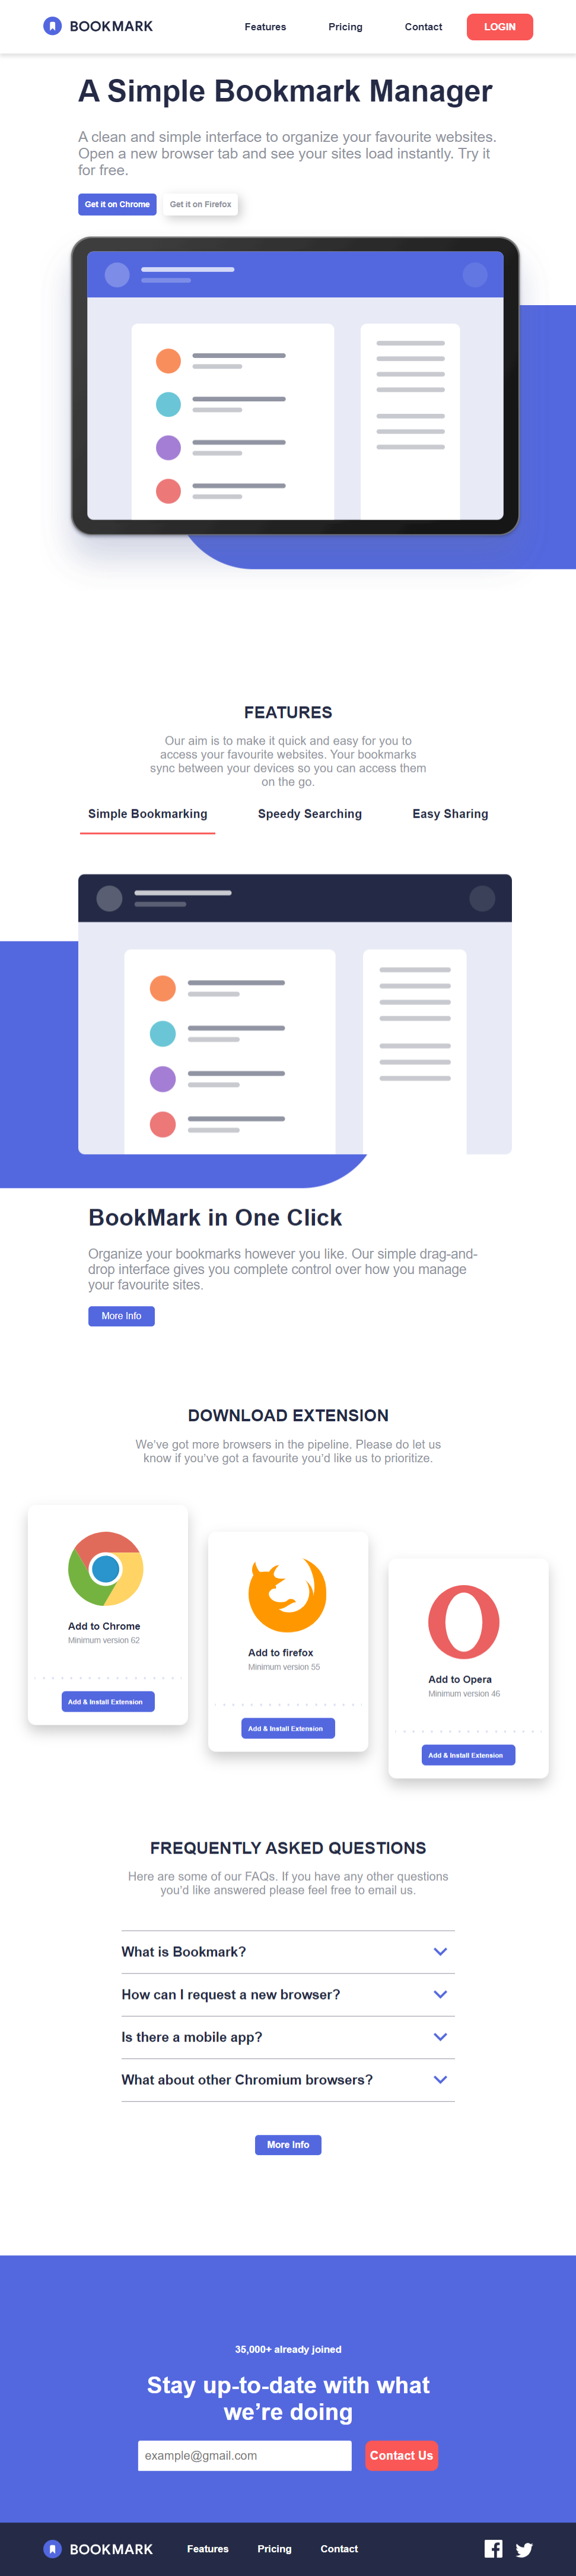 BOOKMARK
Features
Pricing
Contact
LOGIN
A Simple Bookmark Manager
A clean and simple interface to organize your favourite websites.
Open a new browser tab and see your sites load instantly. Try it
for free.
Get it on Chrome
Get it on Firefox
FEATURES
Our aim is to make it quick and easy for you to
access your favourite websites. Your bookmarks
sync between your devices so you can access them
on the go.
Simple Bookmarking
Speedy Searching
Easy Sharing
BookMark in One Click
Organize your bookmarks however you like. Our simple drag-and-
drop interface gives you complete control over how you manage
your favourite sites.
More Info
DOWNLOAD EXTENSION
We've got more browsers in the pipeline. Please do let us
know if you've got a favourite you'd like us to prioritize.
Add to Chrome
Minimum version 62
Add & Install Extension
Add to firefox
Minimum version 55
Add & Install Extension
Add to Opera
Minimum version 46
Add & Install Extension
FREQUENTLY ASKED QUESTIONS
Here are some of our FAQs. If you have any other questions
you'd like answered please feel free to email us.
What is Bookmark?
How can I request a new browser?
Is there a mobile app?
What about other Chromium browsers?
More Info
35,000+ already joined
Stay up-to-date with what
we're doing
example@gmail.com
Contact Us
BOOKMARK
Features
Pricing
Contact